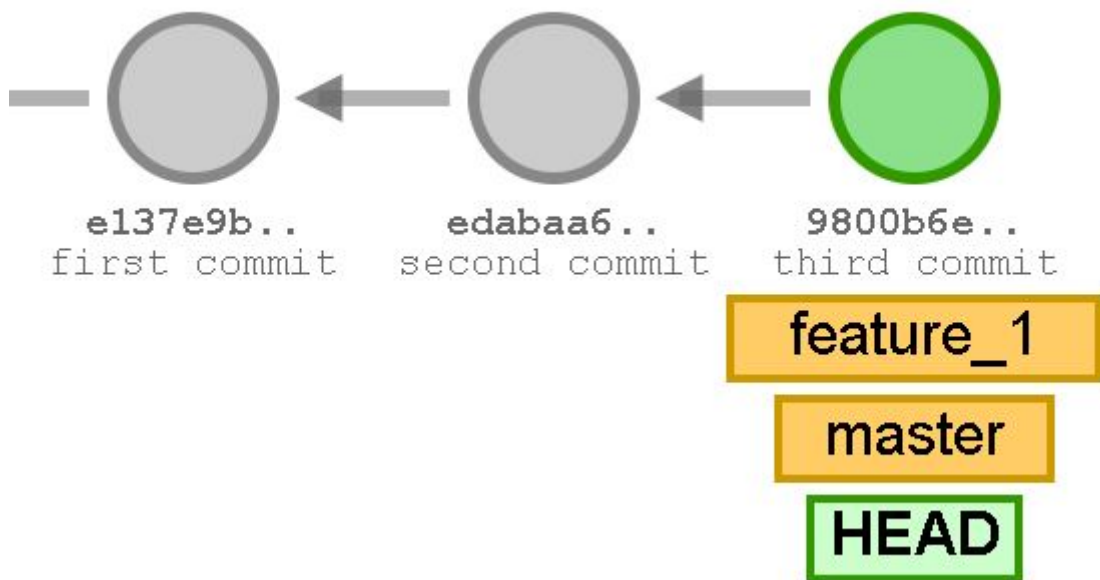 e137e9b.. edabaa6.. 9800b6e..
first commit second commit third commit
feature_1
master
HEAD